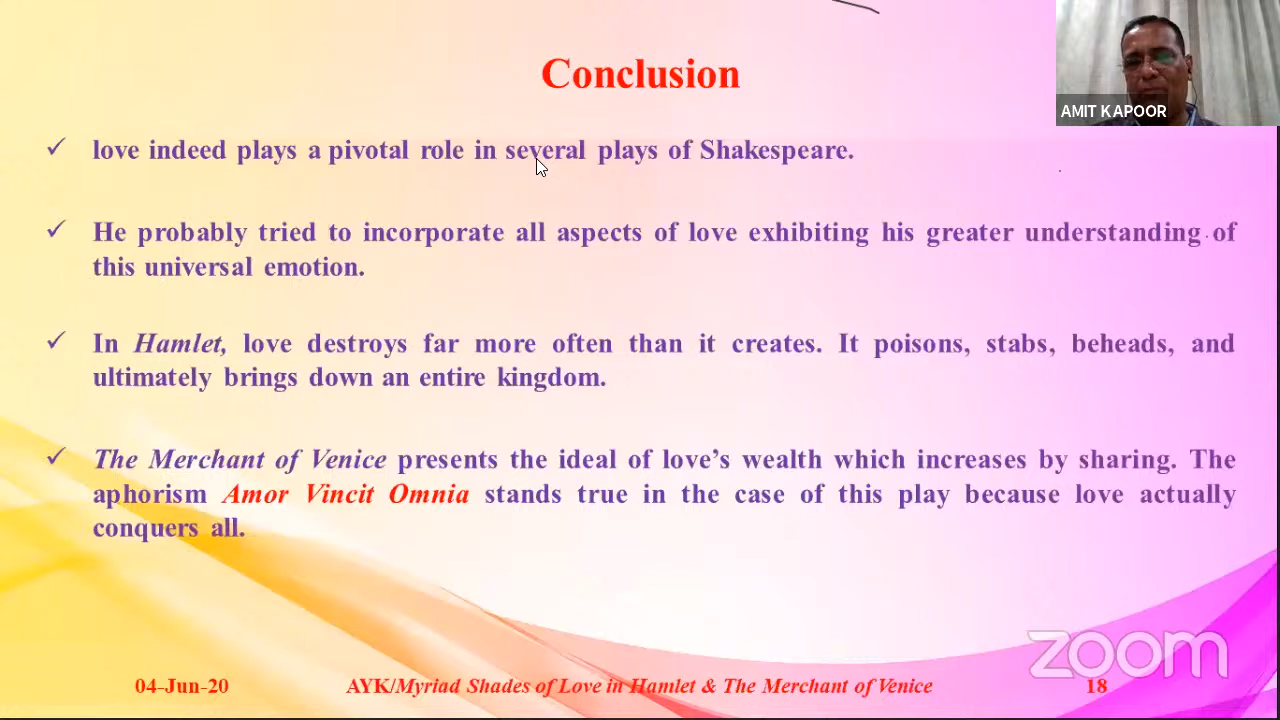 Conclusion
AMIT KAPOOR
✓ love indeed plays a pivotal role in several plays of Shakespeare.
✓ He probably tried to incorporate all aspects of love exhibiting his greater understanding of
this universal emotion.
✓ In Hamlet, love destroys far more often than it creates. It poisons, stabs, beheads, and
ultimately brings down an entire kingdom.
✓ The Merchant of Venice presents the ideal of love’s wealth which increases by sharing. The
aphorism Amor Vincit Omnia stands true in the case of this play because love actually
conquers all.
zoom
04-Jun-20 AYK/Myriad Shades of Love in Hamlet & The Merchant of Venice 18